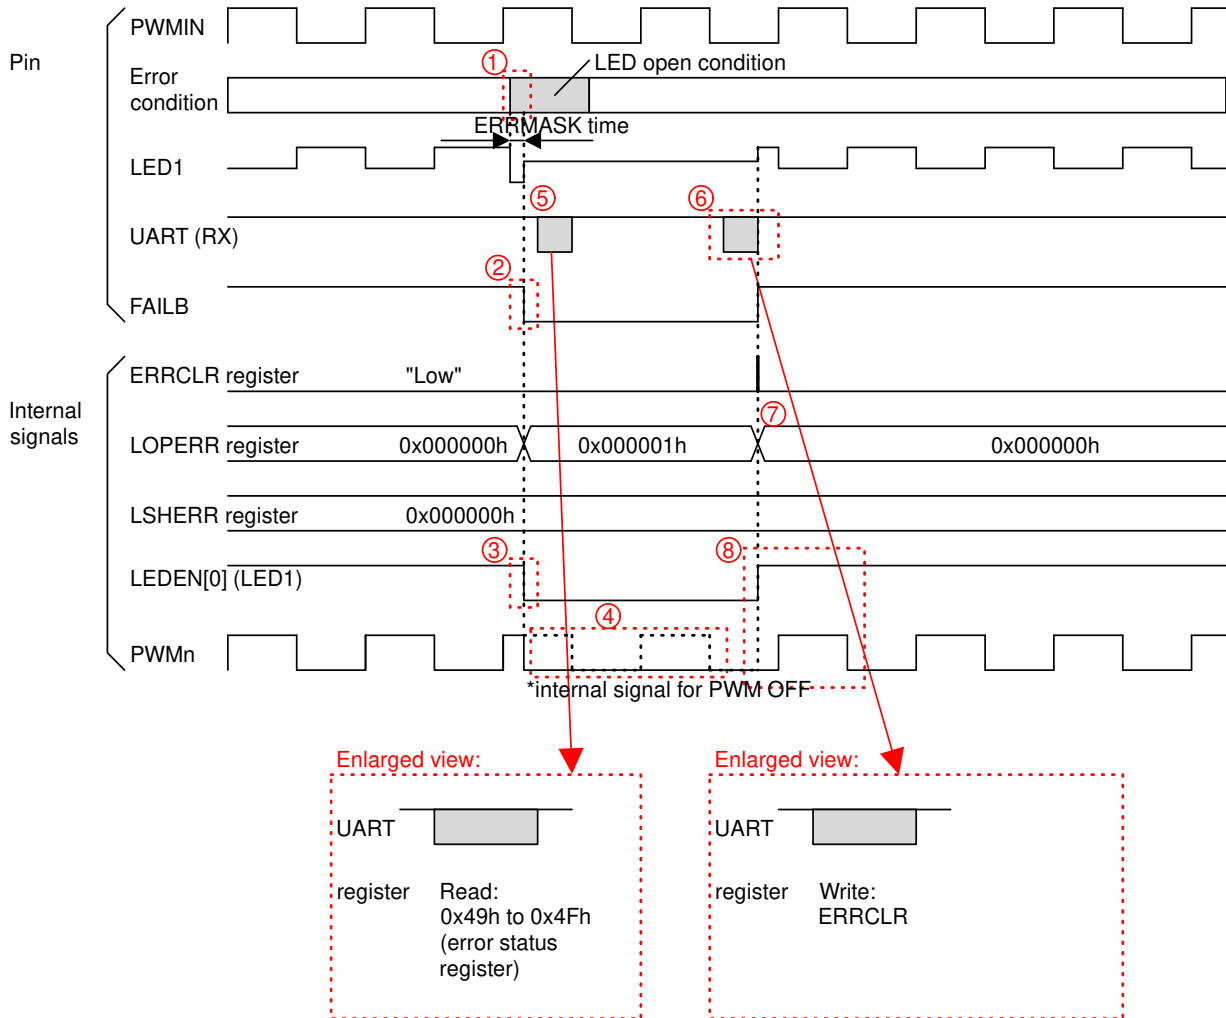 PWMIN
Pin
Error
condition
①
LED open condition
ERRMASK time
LED1
⑤
⑥
UART (RX)
②
FAILB
ERRCLR register "Low"
Internal
signals
⑦
LOPERR register 0x000000h 0x000001h 0x000000h
LSHERR register 0x000000h
③
⑧
LEDEN[0] (LED1)
④
PWMn
*internal signal for PWM OFF
Enlarged view:
UART
register Read:
0x49h to 0x4Fh
(error status
register)
Enlarged view:
UART
register Write:
ERRCLR